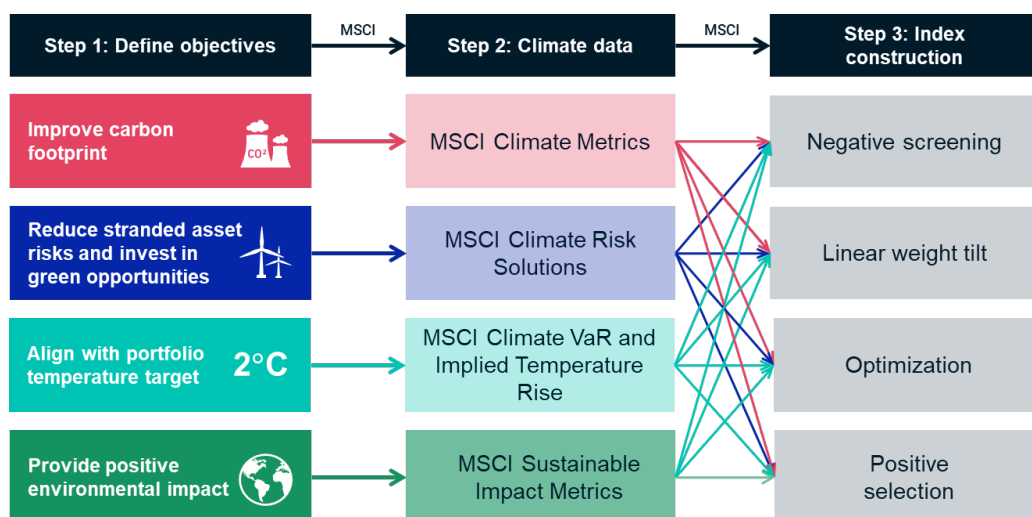 Step 1: Define objectives
MSCI
Step 2: Climate data
MSCI
Step 3: Index
construction
Improve carbon
footprint
CO²
MSCI Climate Metrics
Negative screening
Reduce stranded asset
risks and invest in
green opportunities
MSCI Climate Risk
Solutions
Linear weight tilt
Align with portfolio
temperature target
2°C
MSCI Climate VaR and
Implied Temperature
Rise
Optimization
Provide positive
environmental impact
MSCI Sustainable
Impact Metrics
Positive
selection